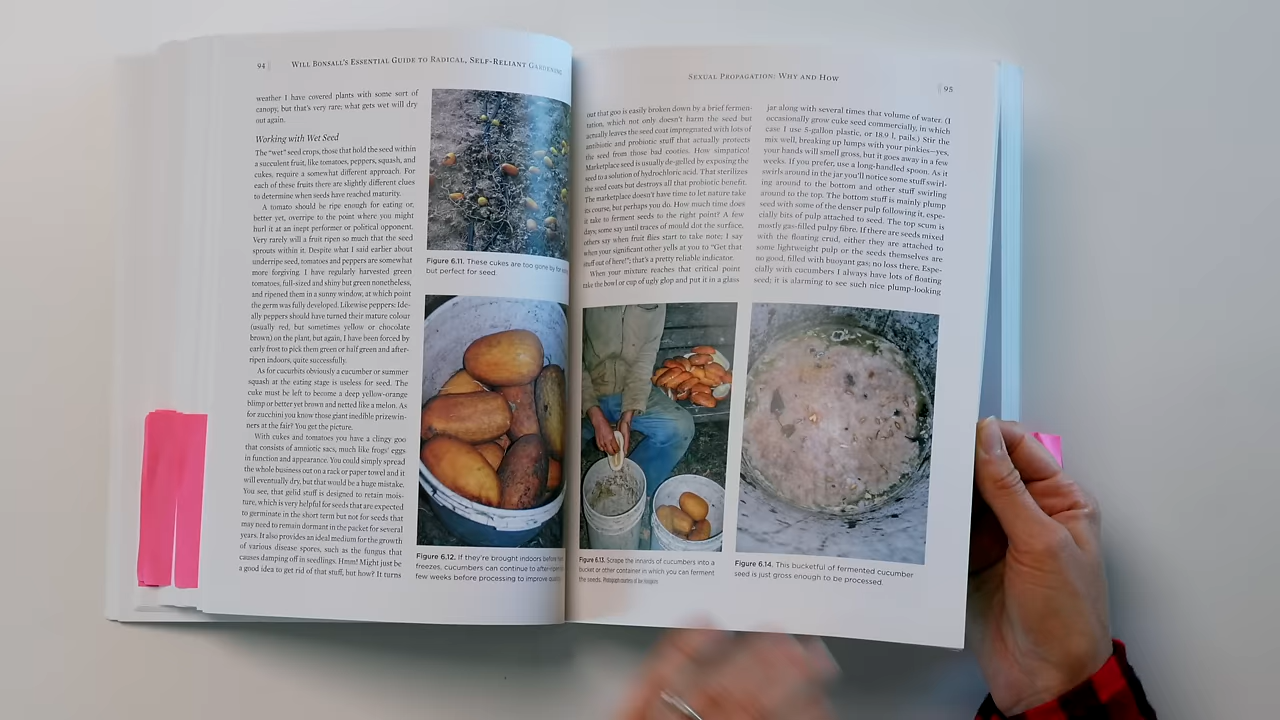 94
WILL BONSALL'S ESSENTIAL GUIDE TO RADICAL, SELF-RELIANT GARDENING
weather I have covered plants with some sort of
canopy, but that's very rare; what gets wet will dry
out again.
Working with Wet Seed
The "wet" seed crops, those that hold the seed within
a succulent fruit, like tomatoes, peppers, squash, and
cukes, require a somewhat different approach. For
each of these fruits there are slightly different clues
to determine when seeds have reached maturity.
A tomato should be ripe enough for eating or,
better yet, overripe to the point where you might
hurl it at an inept performer or political opponent.
Very rarely will a fruit ripen so much that the seed
sprouts within it. Despite what I said earlier about
underripe seed, tomatoes and peppers are somewhat
more forgiving. I have regularly harvested green
tomatoes, full-sized and shiny but green nonetheless,
and ripened them in a sunny window, at which point
the germ was fully developed. Likewise peppers: Ide-
ally peppers should have turned their mature colour
(usually red, but sometimes yellow or chocolate
brown) on the plant, but again, I have been forced by
early frost to pick them green or half green and after-
ripen indoors, quite successfully.
As for cucurbits obviously a cucumber or summer
squash at the eating stage is useless for seed. The
cuke must be left to become a deep yellow-orange
blimp or better yet brown and netted like a melon. As
for zucchini you know those giant inedible prizewin-
ners at the fair? You get the picture.
With cukes and tomatoes you have a clingy goo
that consists of amniotic sacs, much like frogs' eggs
in function and appearance. You could simply spread
the whole business out on a rack or paper towel and it
will eventually dry, but that would be a huge mistake.
You see, that gelid stuff is designed to retain mois-
ture, which is very helpful for seeds that are expected
to germinate in the short term but not for seeds that
may need to remain dormant in the packet for several
years. It also provides an ideal medium for the growth
of various disease spores, such as the fungus that
causes damping off in seedlings. Hmm! Might just be
a good idea to get rid of that stuff, but how? It turns
Figure 6.11. These cukes are too gone by for
but perfect for seed.
Figure 6.12. If they're brought indoors before
freezes, cucumbers can continue to after-ripen
few weeks before processing to improve quality.
SEXUAL PROPAGATION: WHY AND HOW
95
out that goo is easily broken down by a brief fermen-
tation, which not only doesn't harm the seed but
actually leaves the seed coat impregnated with lots of
antibiotic and probiotic stuff that actually protects
the seed from those bad cooties. How simpatico!
Marketplace seed is usually de-gelled by exposing the
seed to a solution of hydrochloric acid. That sterilizes
the seed coats but destroys all that probiotic benefit.
The marketplace doesn't have time to let nature take
its course, but perhaps you do. How much time does
it take to ferment seeds to the right point? A few
days; some say until traces of mould dot the surface,
others say when fruit flies start to take note; I say
when your significant other yells at you to "Get that
stuff out of here!"; that's a pretty reliable indicator.
When your mixture reaches that critical point
take the bowl or cup of ugly glop and put it in a glass
jar along with several times that volume of water. (I
occasionally grow cuke seed commercially, in which
case I use 5-gallon plastic, or 18.9 l, pails.) Stir the
mix well, breaking up lumps with your pinkies—yes,
your hands will smell gross, but it goes away in a few
weeks. If you prefer, use a long-handled spoon. As it
swirls around in the jar you'll notice some stuff swirl-
ing around to the bottom and other stuff swirling
around to the top. The bottom stuff is mainly plump
seed with some of the denser pulp following it, espe-
cially bits of pulp attached to seed. The top scum is
mostly gas-filled pulpy fibre. If there are seeds mixed
with the floating crud, either they are attached to
some lightweight pulp or the seeds themselves are
no good, filled with buoyant gas; no loss there. Espe-
cially with cucumbers I always have lots of floating
seed; it is alarming to see such nice plump-looking
Figure 6.13. Scrape the innards of cucumbers into a
bucket or other container in which you can ferment
the seeds.
Figure 6.14. This bucketful of fermented cucumber
seed is just gross enough to be processed.